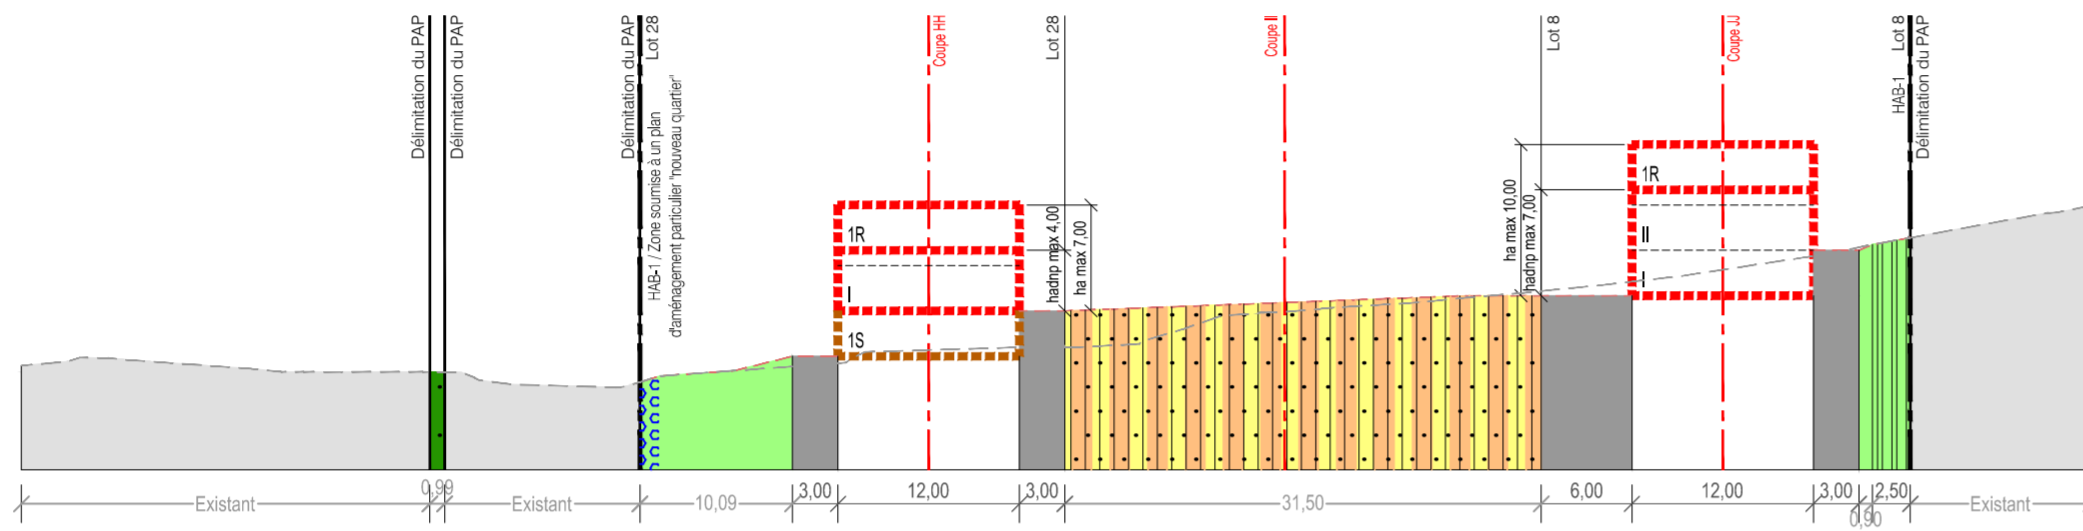 Délimitation du PAP
Délimitation du PAP
Délimitation du PAP
Lot 28
HAB-1 / Zone soumise à un plan
d'aménagement particulier "nouveau quartier"
Coupe HH
Lot 28
Coupe II
Lot 8
Coupe JJ
Lot 8
HAB-1
Délimitation du PAP
1R
I
1S
hadnp max 4,00
ha max 7,00
ha max 10,00
hadnp max 7,00
1R
II
I
Existant
0,99
Existant
10,09
3,00
12,00
3,00
31,50
6,00
12,00
3,00
0,90
2,50
Existant